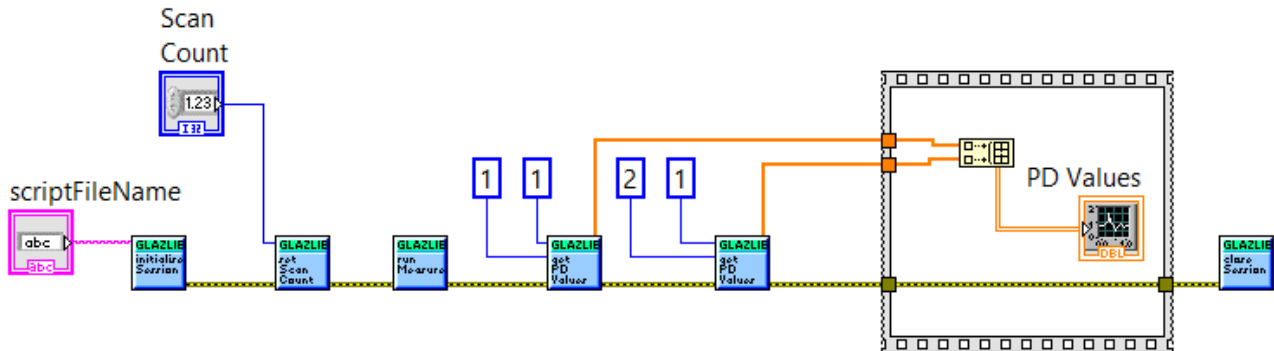 Scan
Count
1.23
I32
scriptFileName
abc
abc
GLAZLIB
initialize
Session
GLAZLIB
set
Scan
Count
GLAZLIB
run
Measure
1
1
GLAZLIB
get
PD
Values
2
1
GLAZLIB
get
PD
Values
PD Values
DBL
GLAZLIB
close
Session